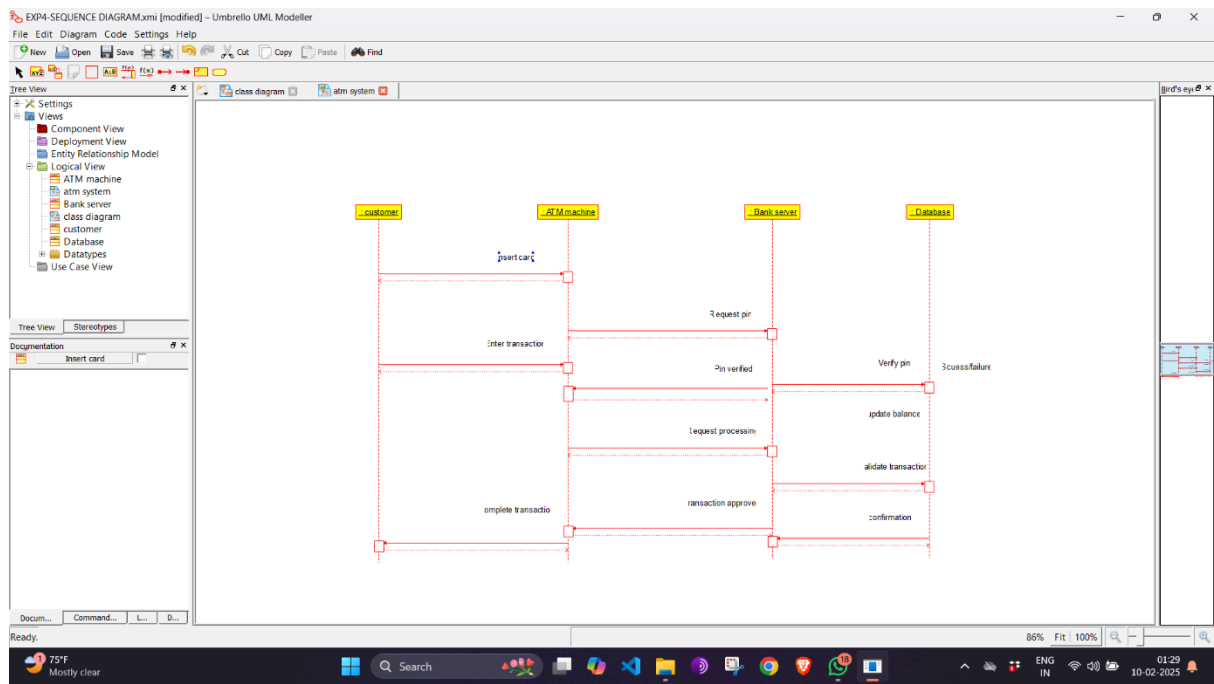 EXP4-SEQUENCE DIAGRAM.xmi [modified] – Umbrello UML Modeller
File Edit Diagram Code Settings Help
New Open Save Cut Copy Paste Find
Tree View
class diagram atm system
Bird's eye
Settings
Views
Component View
Deployment View
Entity Relationship Model
Logical View
ATM machine
atm system
Bank server
class diagram
customer
Database
Datatypes
Use Case View
Tree View Stereotypes
Documentation
Insert card
: customer : ATM machine : Bank server : Database
nsert card
Request pin
Enter transaction
Pin verified
Verify pin
Scuess/failure
update balance
request processing
alidate transaction
ransaction approve
omplete transactio
confirmation
Docum... Command... L... D...
Ready.
86% Fit 100%
75°F
Mostly clear
Search
18
ENG
IN
01:29
10-02-2025